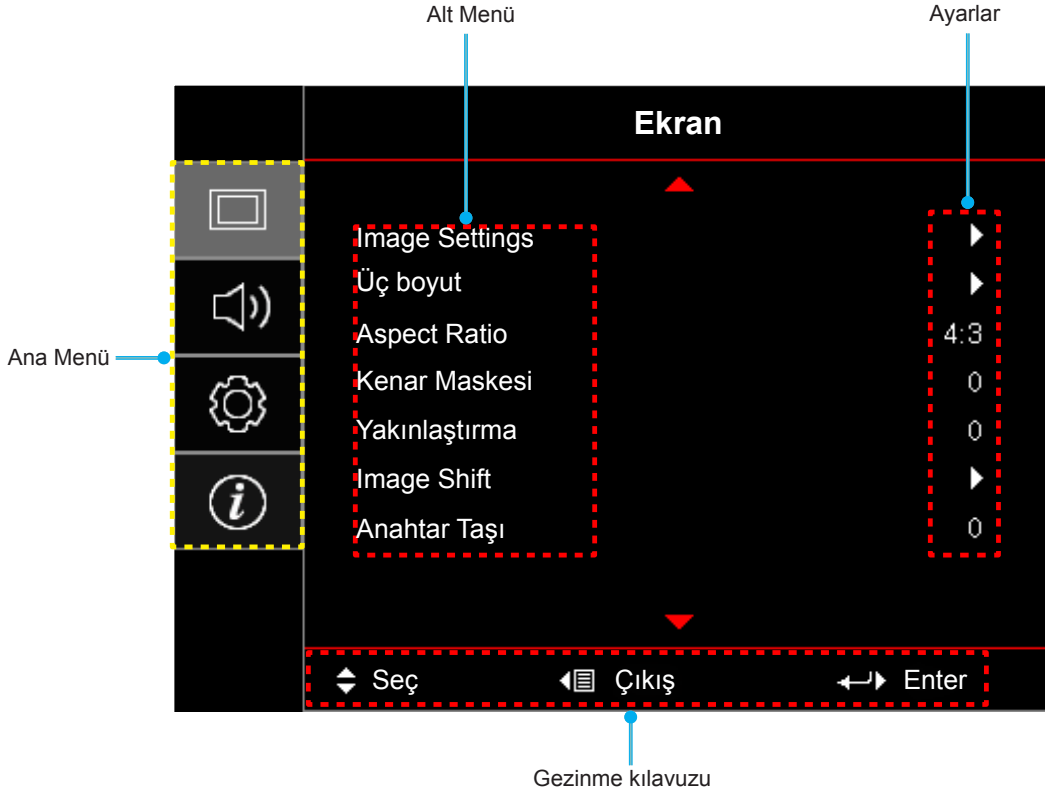 Alt Menü
Ayarlar
Ekran
Image Settings
Üç boyut
Aspect Ratio 4:3
Ana Menü
Kenar Maskesi 0
Yakınlaştırma 0
Image Shift
Anahtar Taşı 0
Seç Çıkış Enter
Gezinme kılavuzu